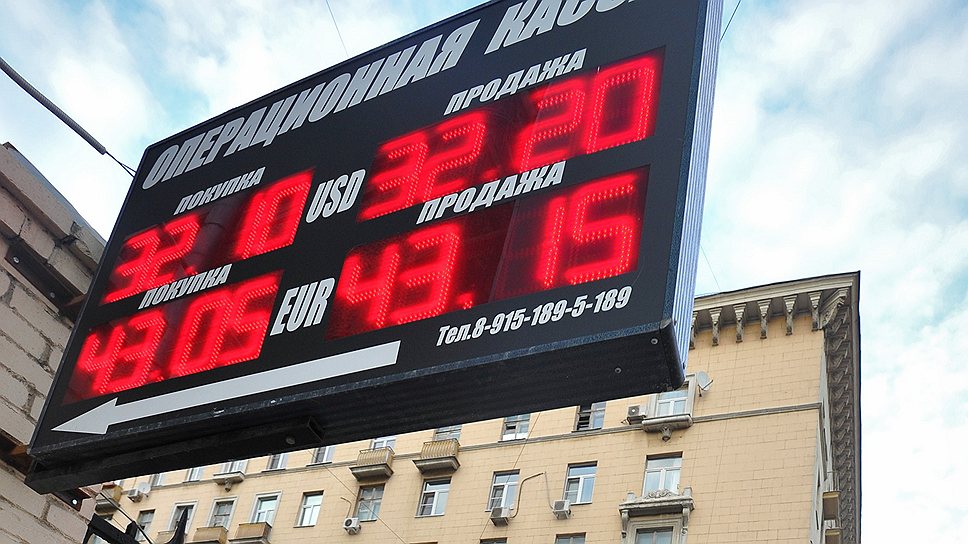 ОПЕРАЦИОННАЯ КАССА
ПОКУПКА ПРОДАЖА
32.10 USD 32.20
ПОКУПКА ПРОДАЖА
43.05 EUR 43.15
Тел.8-915-189-5-189